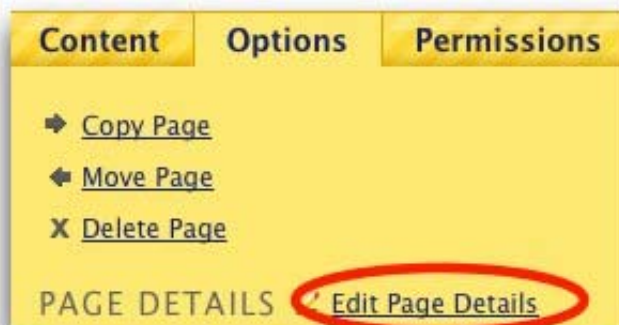 Content Options Permissions
Copy Page
Move Page
X Delete Page
PAGE DETAILS Edit Page Details